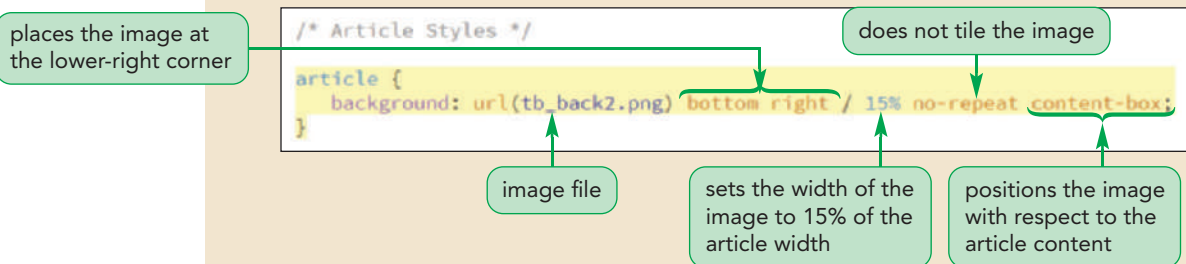 places the image at
the lower-right corner
/* Article Styles */
does not tile the image
article {
background: url(tb_back2.png) bottom right / 15% no-repeat content-box;
}
image file
sets the width of the
image to 15% of the
article width
positions the image
with respect to the
article content